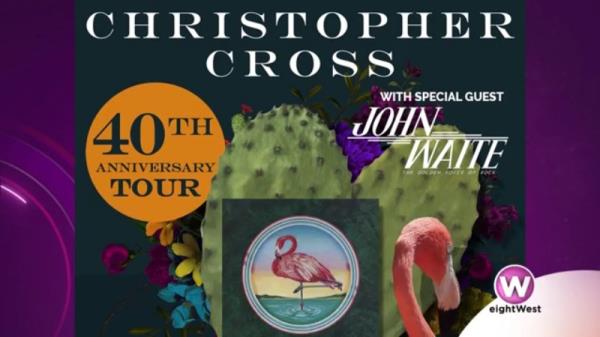 CHRISTOPHER
CROSS
40TH
ANNIVERSARY
TOUR
WITH SPECIAL GUEST
JOHN
WAITE
THE GOLDEN VOICE OF ROCK
W
eightWest